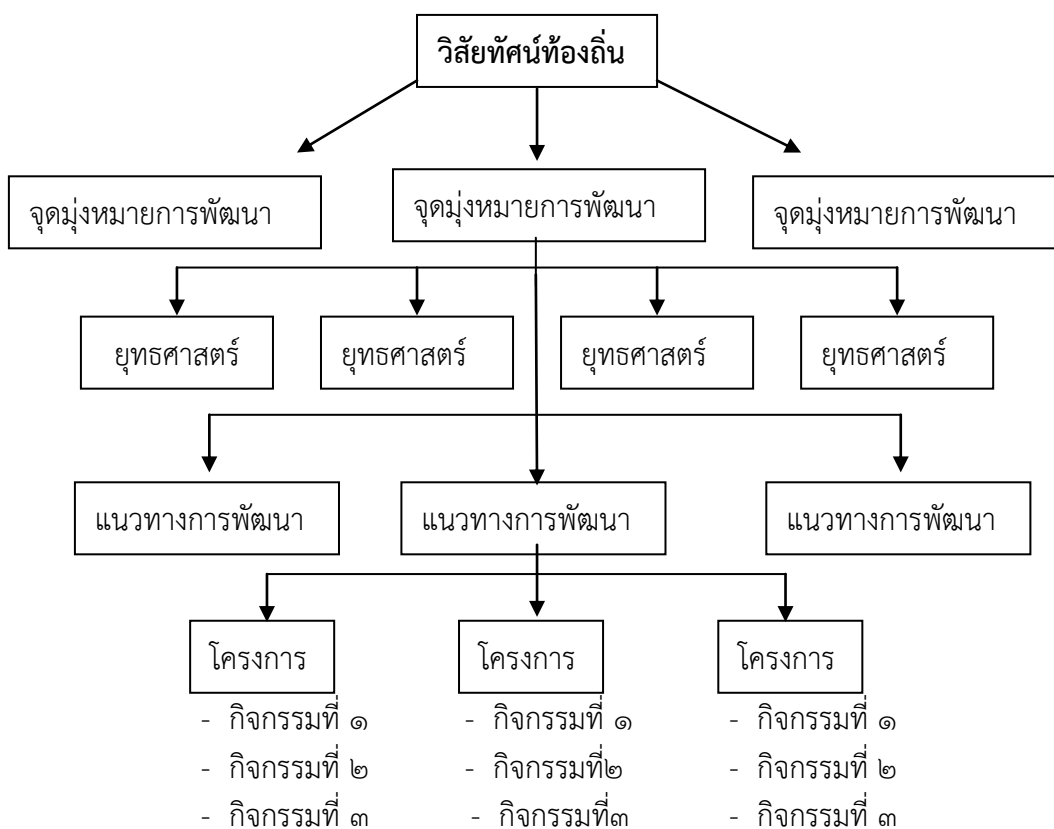 วิสัยทัศน์ท้องถิ่น
จุดมุ่งหมายการพัฒนา จุดมุ่งหมายการพัฒนา จุดมุ่งหมายการพัฒนา
ยุทธศาสตร์ ยุทธศาสตร์ ยุทธศาสตร์ ยุทธศาสตร์
แนวทางการพัฒนา แนวทางการพัฒนา แนวทางการพัฒนา
โครงการ โครงการ โครงการ
- กิจกรรมที่ ๑ - กิจกรรมที่ ๑ - กิจกรรมที่ ๑
- กิจกรรมที่ ๒ - กิจกรรมที่๒ - กิจกรรมที่ ๒
- กิจกรรมที่ ๓ - กิจกรรมที่๓ - กิจกรรมที่ ๓